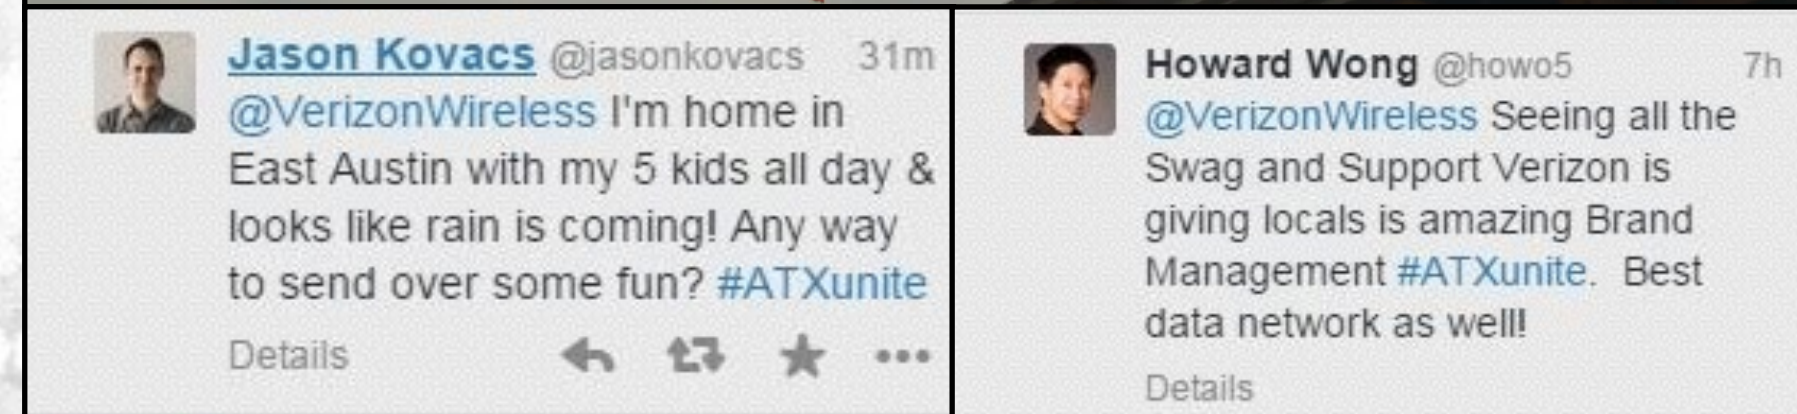 Jason Kovacs @jasonkovacs 31m
@VerizonWireless I'm home in
East Austin with my 5 kids all day &
looks like rain is coming! Any way
to send over some fun? #ATXunite
Details
Howard Wong @howo5 7h
@VerizonWireless Seeing all the
Swag and Support Verizon is
giving locals is amazing Brand
Management #ATXunite. Best
data network as well!
Details